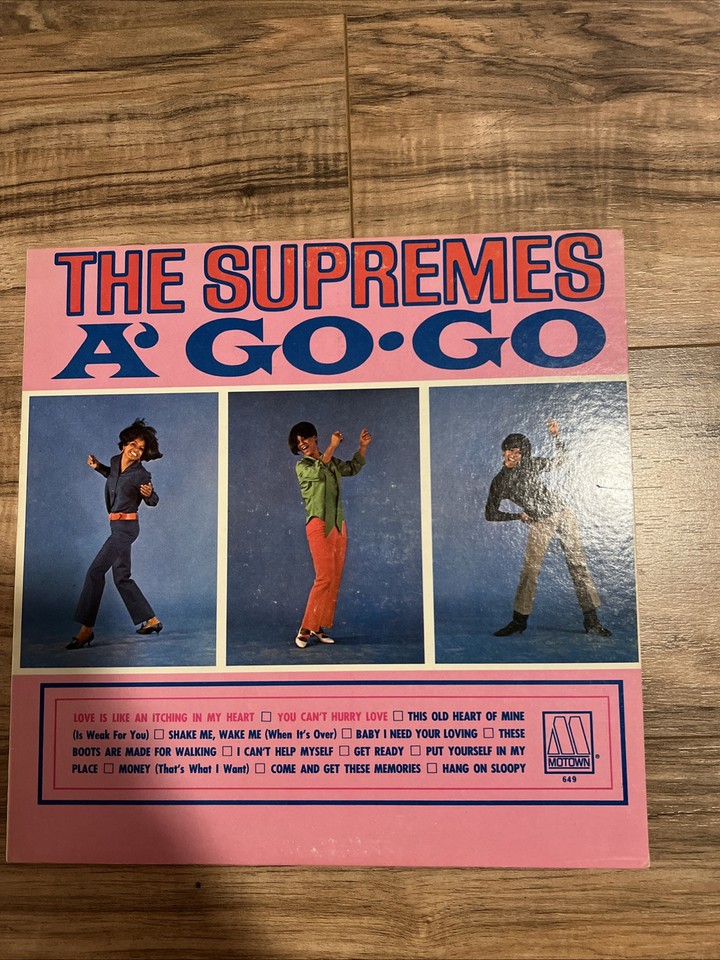 THE SUPREMES
A' GO•GO
LOVE IS LIKE AN ITCHING IN MY HEART □ YOU CAN'T HURRY LOVE □ THIS OLD HEART OF MINE
(Is Weak For You) □ SHAKE ME, WAKE ME (When It's Over) □ BABY I NEED YOUR LOVING □ THESE
BOOTS ARE MADE FOR WALKING □ I CAN'T HELP MYSELF □ GET READY □ PUT YOURSELF IN MY
PLACE □ MONEY (That's What I Want) □ COME AND GET THESE MEMORIES □ HANG ON SLOOPY
M
MOTOWN®
649